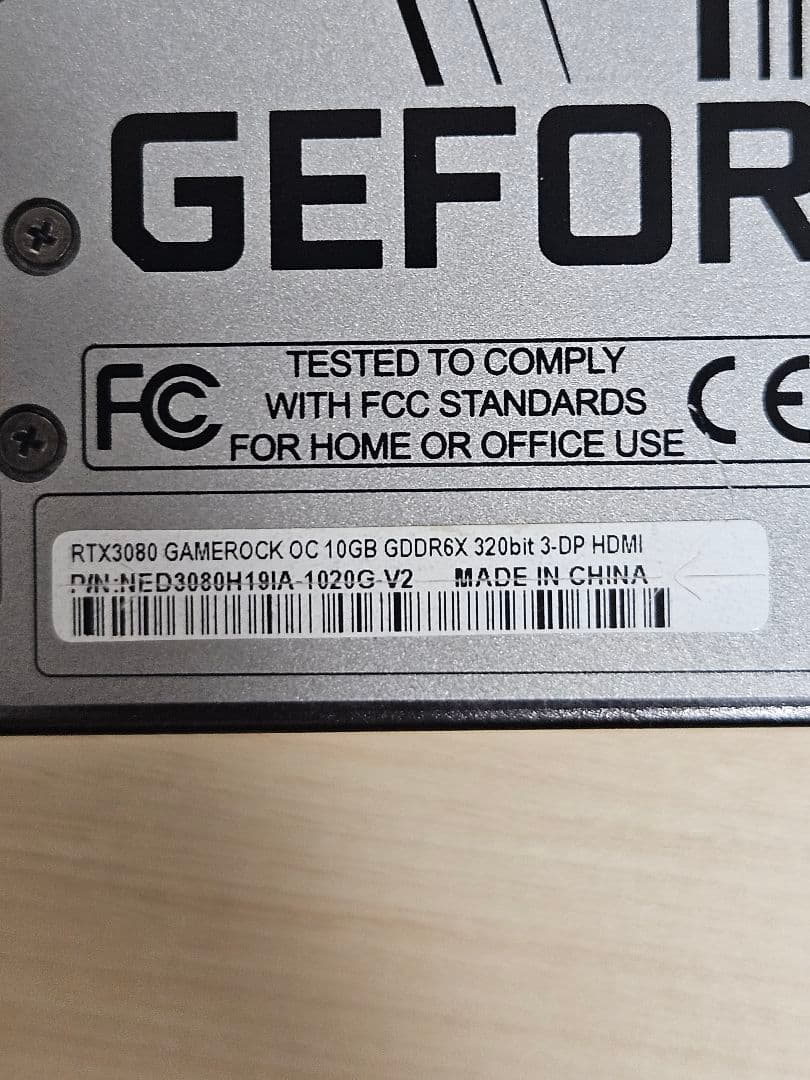 GEFOR
FC
TESTED TO COMPLY
WITH FCC STANDARDS
FOR HOME OR OFFICE USE
CE
RTX3080 GAMEROCK OC 10GB GDDR6X 320bit 3-DP HDMI
P/N:NED3080H19IA-1020G-V2 MADE IN CHINA